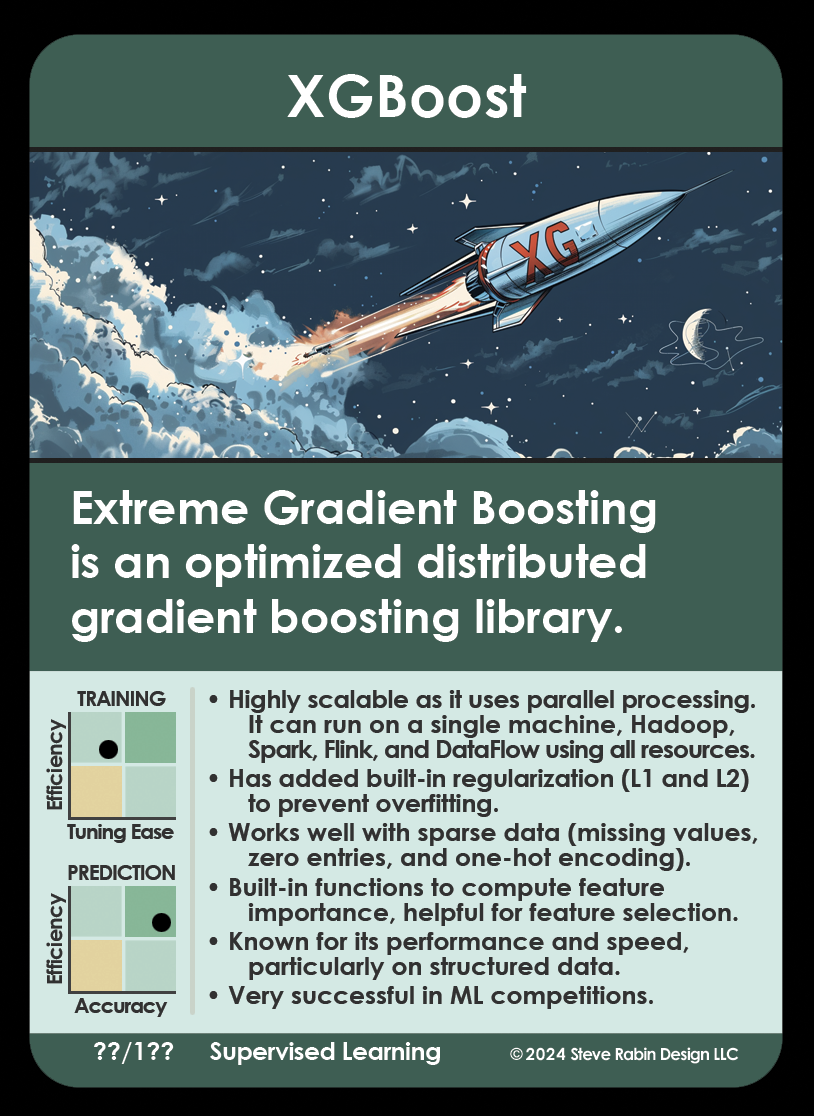 XGBoost
XG
Extreme Gradient Boosting
is an optimized distributed
gradient boosting library.
TRAINING
Efficiency
Tuning Ease
PREDICTION
Efficiency
Accuracy
• Highly scalable as it uses parallel processing.
It can run on a single machine, Hadoop,
Spark, Flink, and DataFlow using all resources.
• Has added built-in regularization (L1 and L2)
to prevent overfitting.
• Works well with sparse data (missing values,
zero entries, and one-hot encoding).
• Built-in functions to compute feature
importance, helpful for feature selection.
• Known for its performance and speed,
particularly on structured data.
• Very successful in ML competitions.
??/1?? Supervised Learning © 2024 Steve Rabin Design LLC